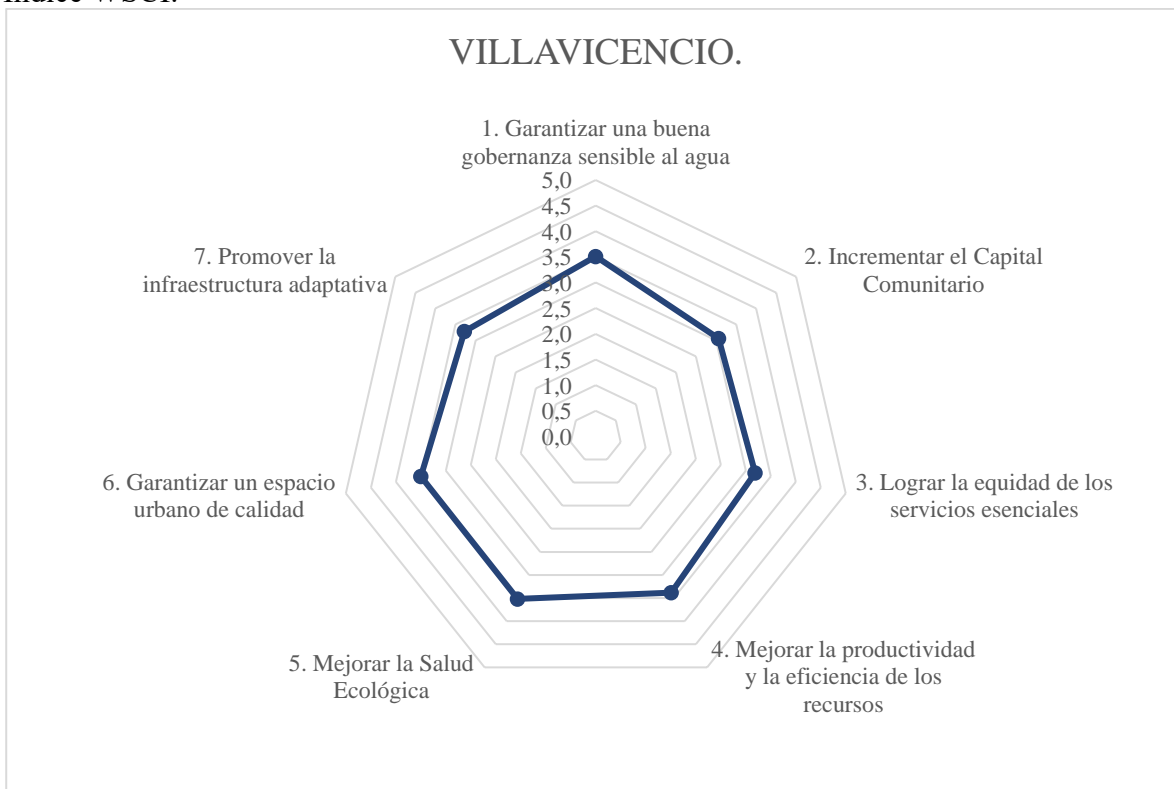 Índice WSCI.
VILLAVICENCIO.
1. Garantizar una buena
gobernanza sensible al agua
5,0
4,5
4,0
3,5
3,0
2,5
2,0
1,5
1,0
0,5
0,0
2. Incrementar el Capital
Comunitario
3. Lograr la equidad de los
servicios esenciales
4. Mejorar la productividad
y la eficiencia de los
recursos
5. Mejorar la Salud
Ecológica
6. Garantizar un espacio
urbano de calidad
7. Promover la
infraestructura adaptativa